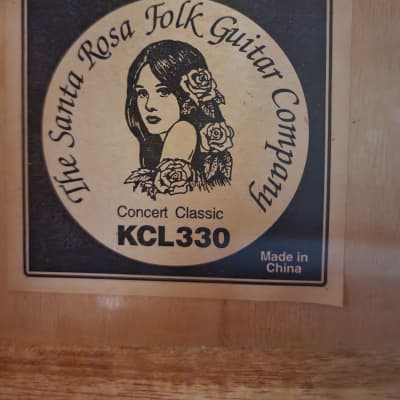 The Santa Rosa Folk Guitar Company
Concert Classic
KCL330
Made in
China